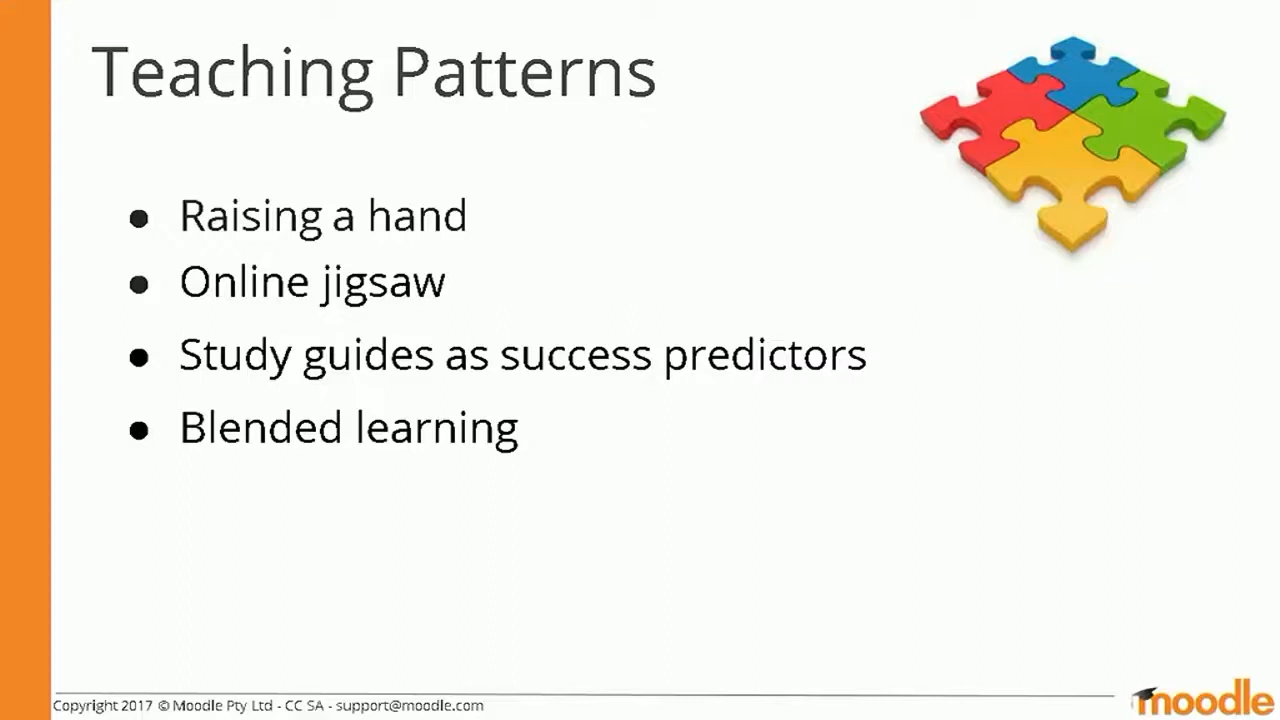 Teaching Patterns
● Raising a hand
● Online jigsaw
● Study guides as success predictors
● Blended learning
Copyright 2017 © Moodle Pty Ltd - CC SA - support@moodle.com
moodle